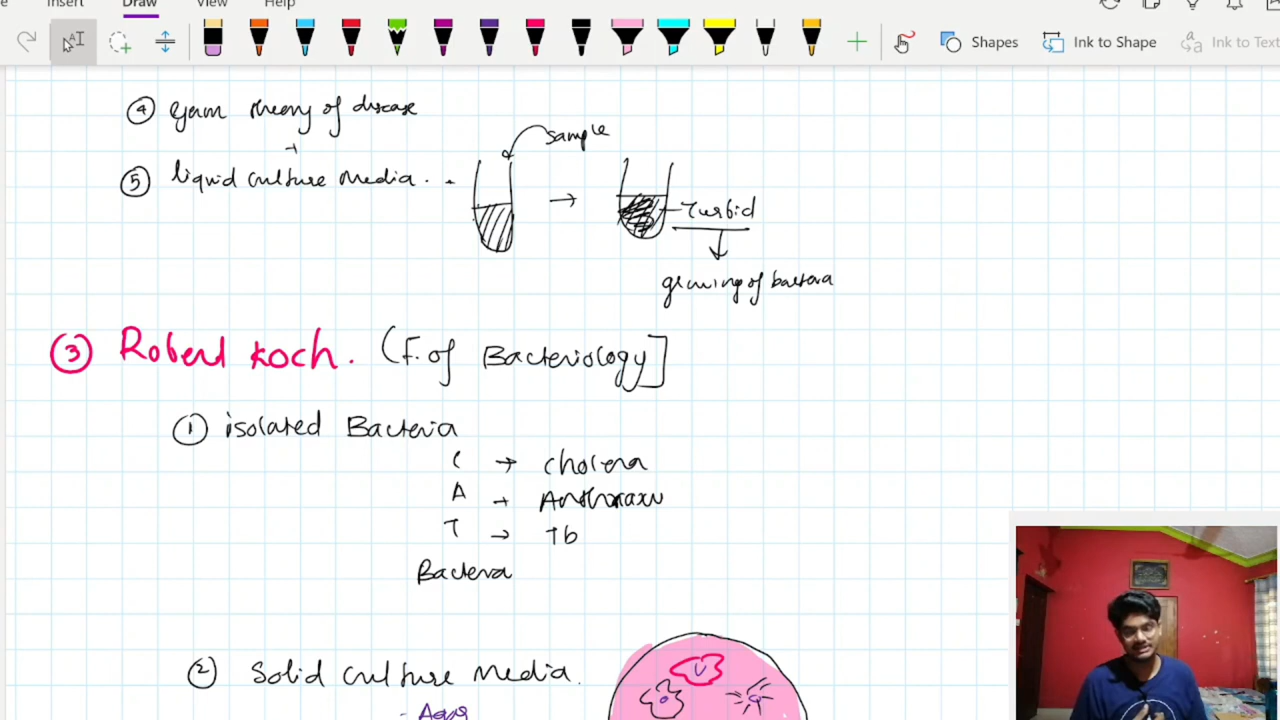 Insert Draw View Help
Shapes Ink to Shape Ink to Text
④ Germ theory of disease
sample
⑤ liquid culture media.
→ Turbid
growing of bacteria
③ Robert Koch. (F. of Bacteriology]
① isolated Bacteria
C → cholera
A → Anthrax
T → Tb
Bacteria
② Solid culture media.
- Agar